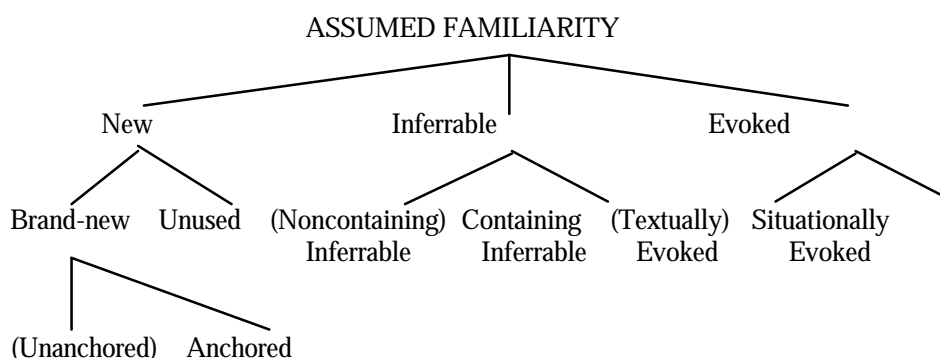 ASSUMED FAMILIARITY
New Inferrable Evoked
Brand-new Unused (Noncontaining) Containing (Textually) Situationally
Inferrable Inferrable Evoked Evoked
(Unanchored) Anchored